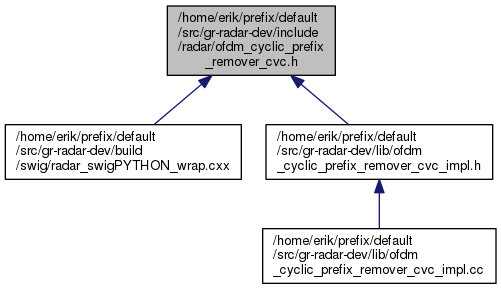 /home/erik/prefix/default
/src/gr-radar-dev/include
/radar/ofdm_cyclic_prefix
_remover_cvc.h
/home/erik/prefix/default
/src/gr-radar-dev/build
/swig/radar_swigPYTHON_wrap.cxx
/home/erik/prefix/default
/src/gr-radar-dev/lib/ofdm
_cyclic_prefix_remover_cvc_impl.h
/home/erik/prefix/default
/src/gr-radar-dev/lib/ofdm
_cyclic_prefix_remover_cvc_impl.cc